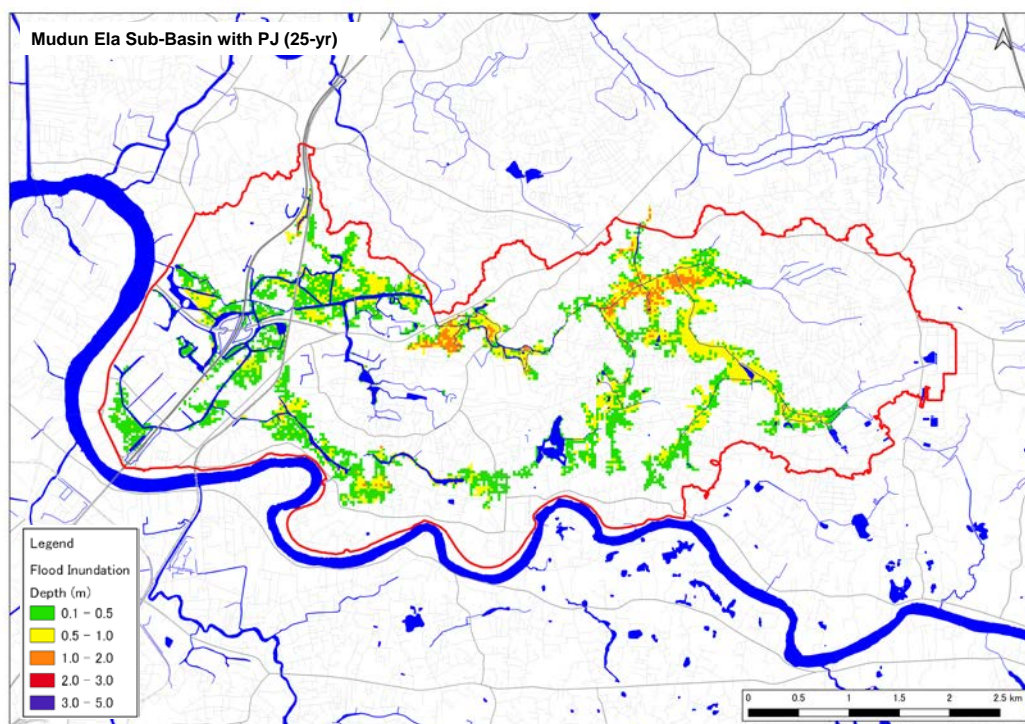 Mudun Ela Sub-Basin with PJ (25-yr)
Legend
Flood Inundation
Depth (m)
0.1 - 0.5
0.5 - 1.0
1.0 - 2.0
2.0 - 3.0
3.0 - 5.0
0 0.5 1 1.5 2 2.5 km